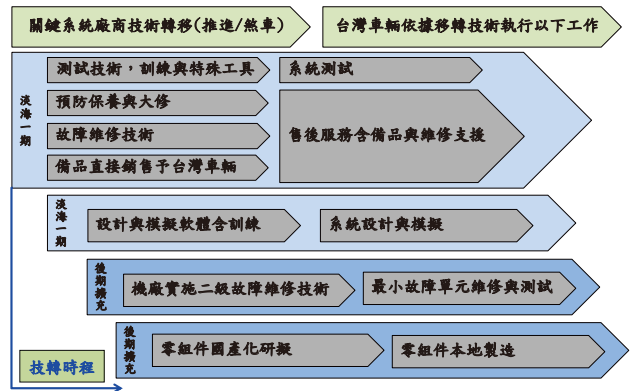 關鍵系統廠商技術轉移(推進/煞車)
台灣車輛依據移轉技術執行以下工作
淡海一期
測試技術，訓練與特殊工具
系統測試
預防保養與大修
故障維修技術
備品直接銷售予台灣車輛
售後服務含備品與維修支援
淡海一期
設計與模擬軟體含訓練
系統設計與模擬
後期擴充
機廠實施二級故障維修技術
最小故障單元維修與測試
後期擴充
零組件國產化研擬
零組件本地製造
技轉時程